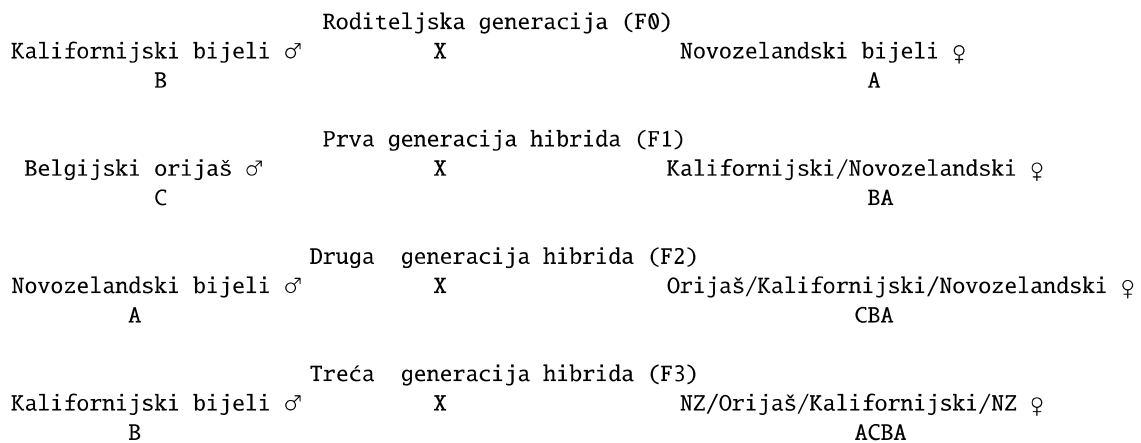 Roditeljska generacija (F0)
Kalifornijski bijeli ♂ X Novozelandski bijeli ♀
B A
Prva generacija hibrida (F1)
Belgijski orijaš ♂ X Kalifornijski/Novozelandski ♀
C BA
Druga generacija hibrida (F2)
Novozelandski bijeli ♂ X Orijaš/Kalifornijski/Novozelandski ♀
A CBA
Treća generacija hibrida (F3)
Kalifornijski bijeli ♂ X NZ/Orijaš/Kalifornijski/NZ ♀
B ACBA